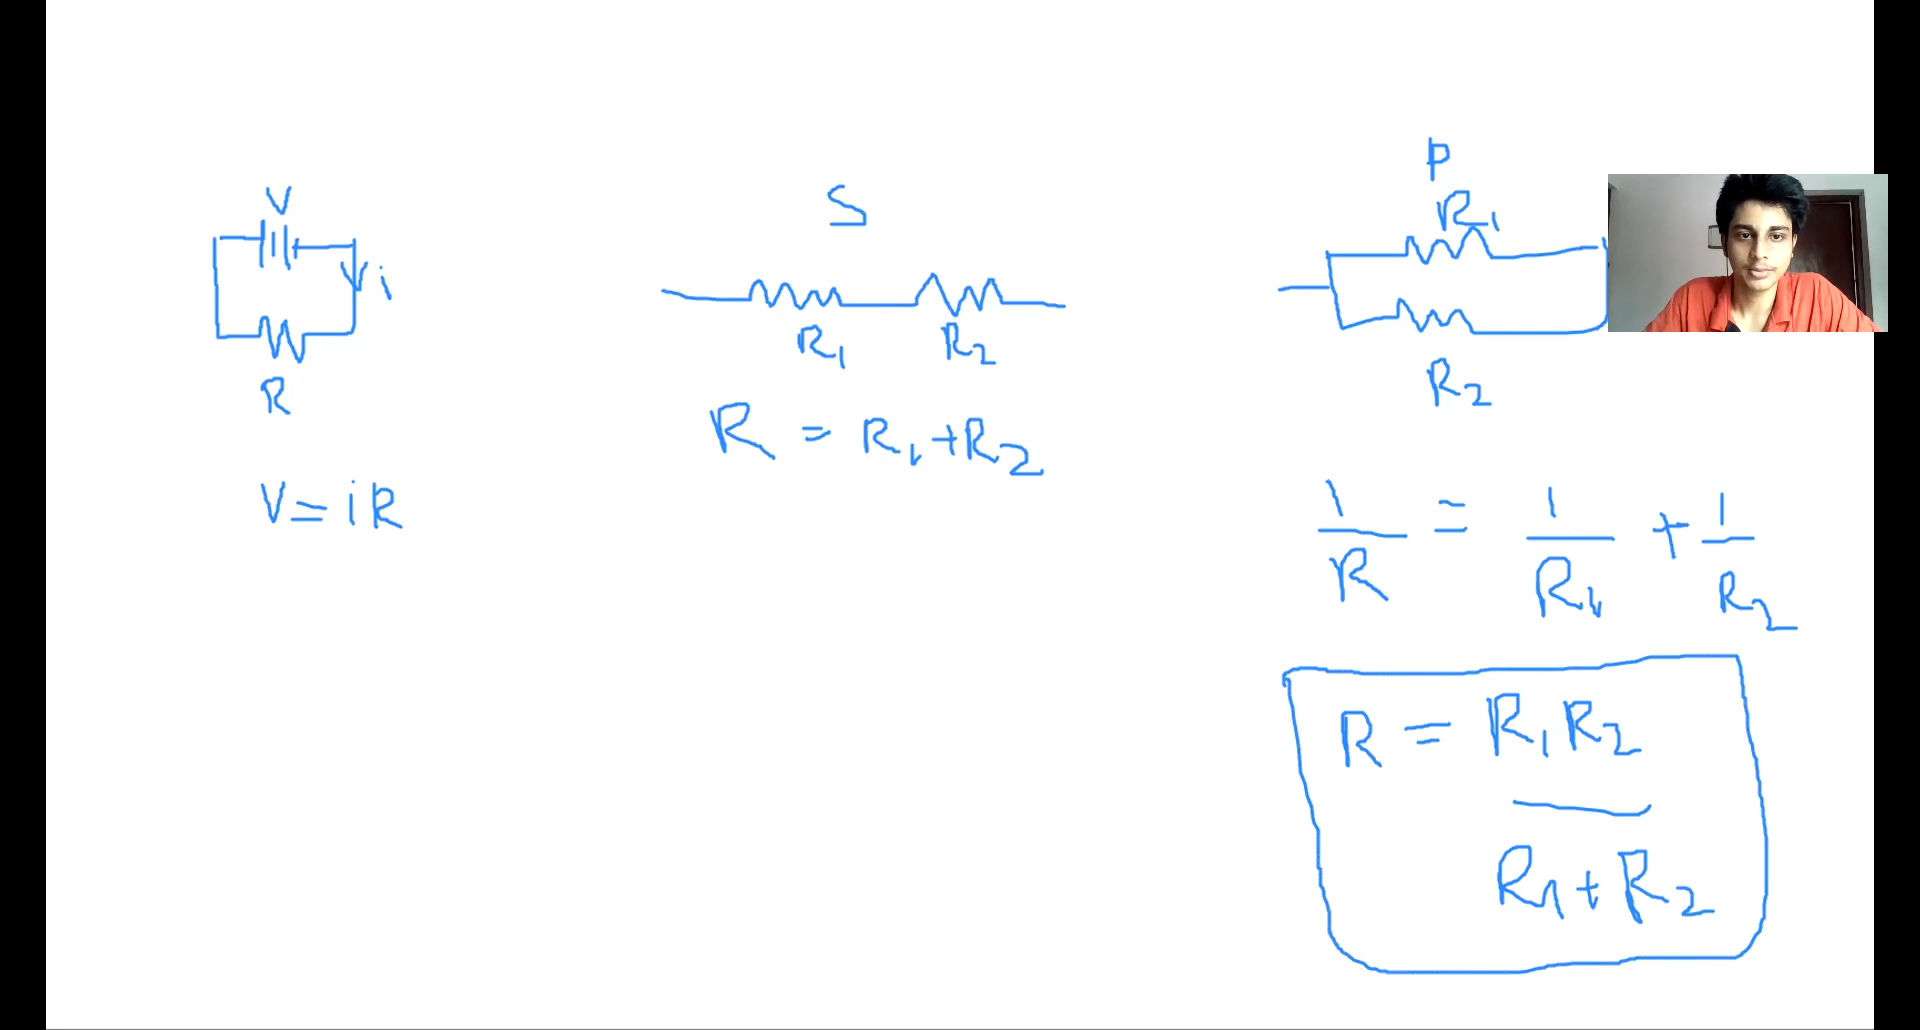 V
i
R
V = iR
S
R1 R2
R = R1 + R2
P
R1
R2
1/R = 1/R1 + 1/R2
R = R1R2
R1 + R2